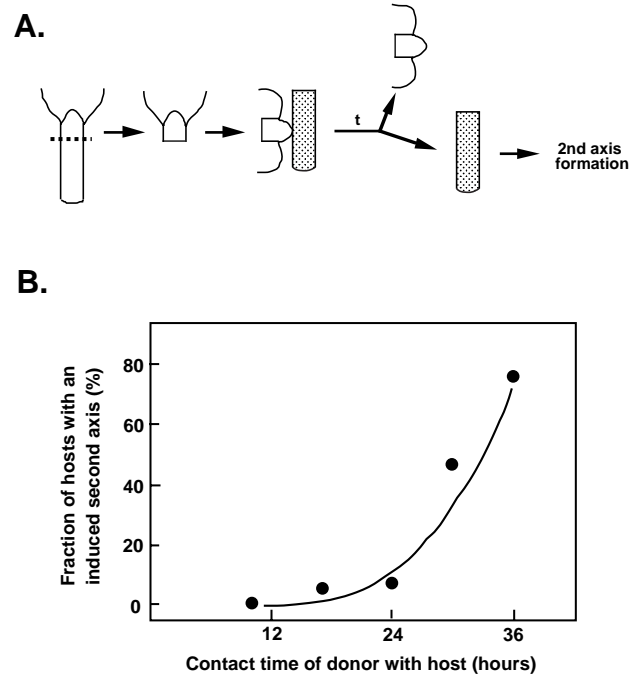 A.
t
2nd axis
formation
B.
Fraction of hosts with an
induced second axis (%)
80
60
40
20
0
12
24
36
Contact time of donor with host (hours)